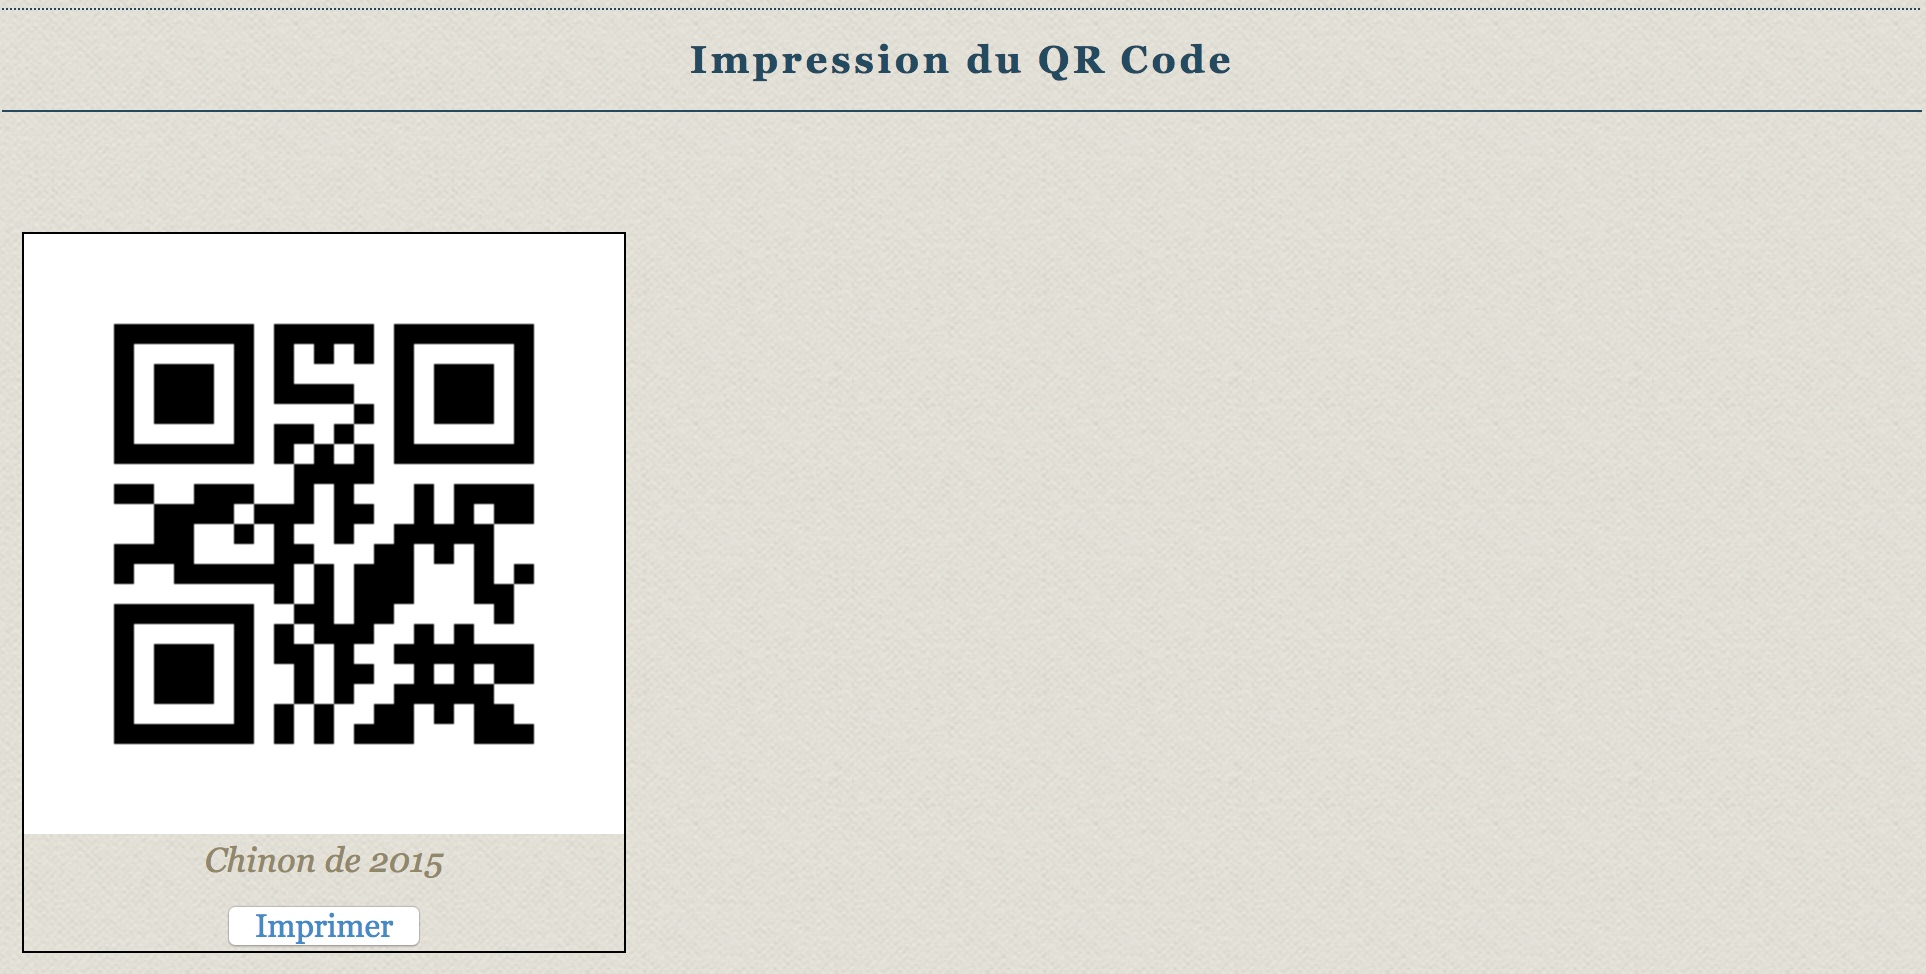 Impression du QR Code
Chinon de 2015
Imprimer